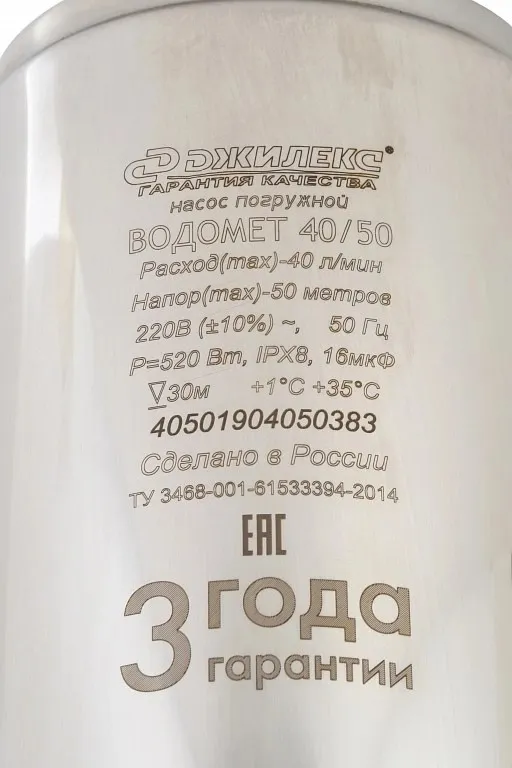 ДЖИЛЕКС®
ГАРАНТИЯ КАЧЕСТВА
насос погружной
ВОДОМЕТ 40/50
Расход(max)-40 л/мин
Напор(max)-50 метров
220В (±10%) ~, 50 Гц
P=520 Вт, IPX8, 16мкФ
▽30м +1°C +35°C
40501904050383
Сделано в России
ТУ 3468-001-61533394-2014
ЕАС
3 года
гарантии